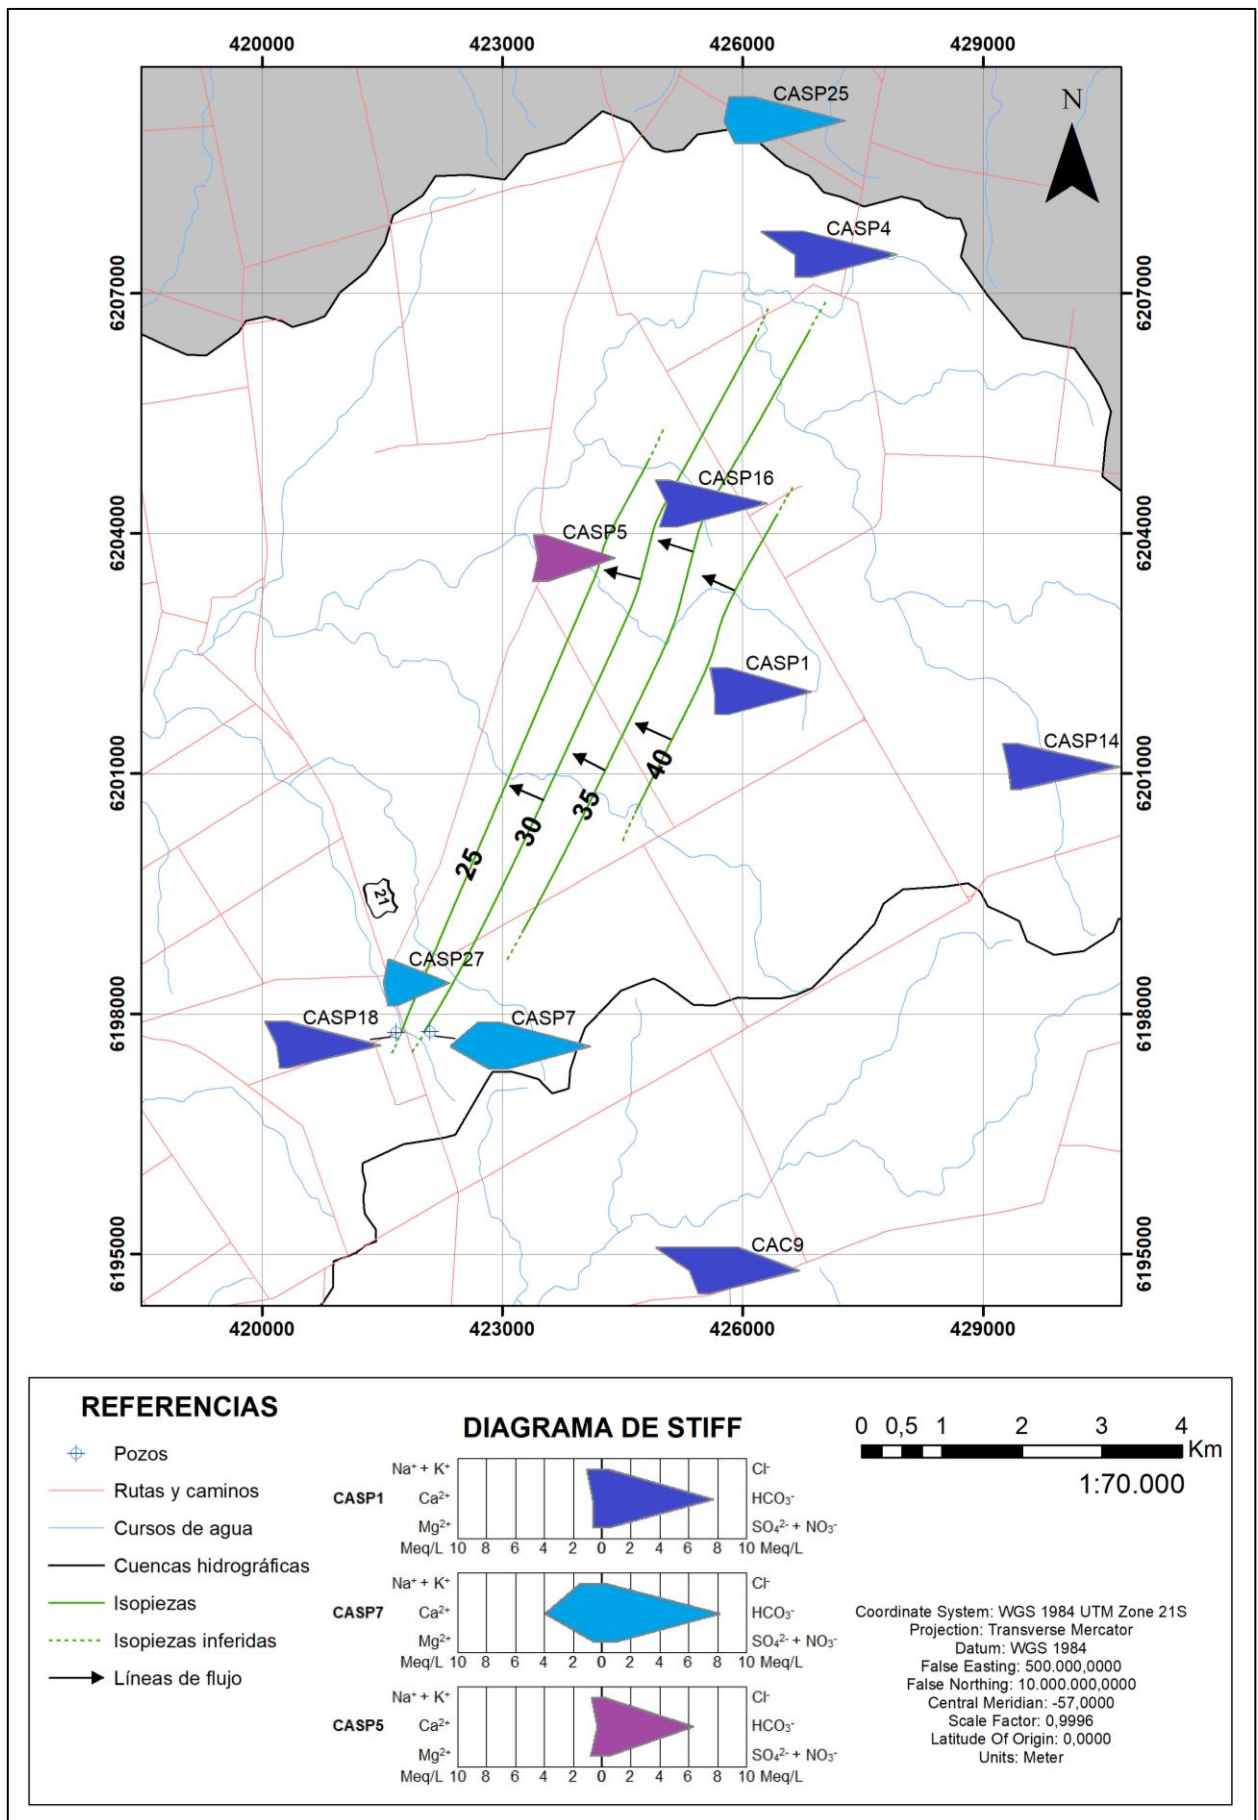 420000 423000 426000 429000
CASP25
N
CASP4
6207000 6207000
CASP16
6204000 CASP5 6204000
CASP1
CASP14
6201000 6201000
40
35
30
25
21
CASP27
6198000 CASP18 CASP7 6198000
CAC9
6195000 6195000
420000 423000 426000 429000
REFERENCIAS
Pozos
Rutas y caminos
Cursos de agua
Cuencas hidrográficas
Isopiezas
Isopiezas inferidas
Líneas de flujo
DIAGRAMA DE STIFF
Na⁺ + K⁺ Cl⁻
CASP1 Ca²⁺ HCO₃⁻
Mg²⁺ SO₄²⁻ + NO₃⁻
Meq/L 10 8 6 4 2 0 2 4 6 8 10 Meq/L
Na⁺ + K⁺ Cl⁻
CASP7 Ca²⁺ HCO₃⁻
Mg²⁺ SO₄²⁻ + NO₃⁻
Meq/L 10 8 6 4 2 0 2 4 6 8 10 Meq/L
Na⁺ + K⁺ Cl⁻
CASP5 Ca²⁺ HCO₃⁻
Mg²⁺ SO₄²⁻ + NO₃⁻
Meq/L 10 8 6 4 2 0 2 4 6 8 10 Meq/L
0 0,5 1 2 3 4
Km
1:70.000
Coordinate System: WGS 1984 UTM Zone 21S
Projection: Transverse Mercator
Datum: WGS 1984
False Easting: 500.000,0000
False Northing: 10.000.000,0000
Central Meridian: -57,0000
Scale Factor: 0,9996
Latitude Of Origin: 0,0000
Units: Meter